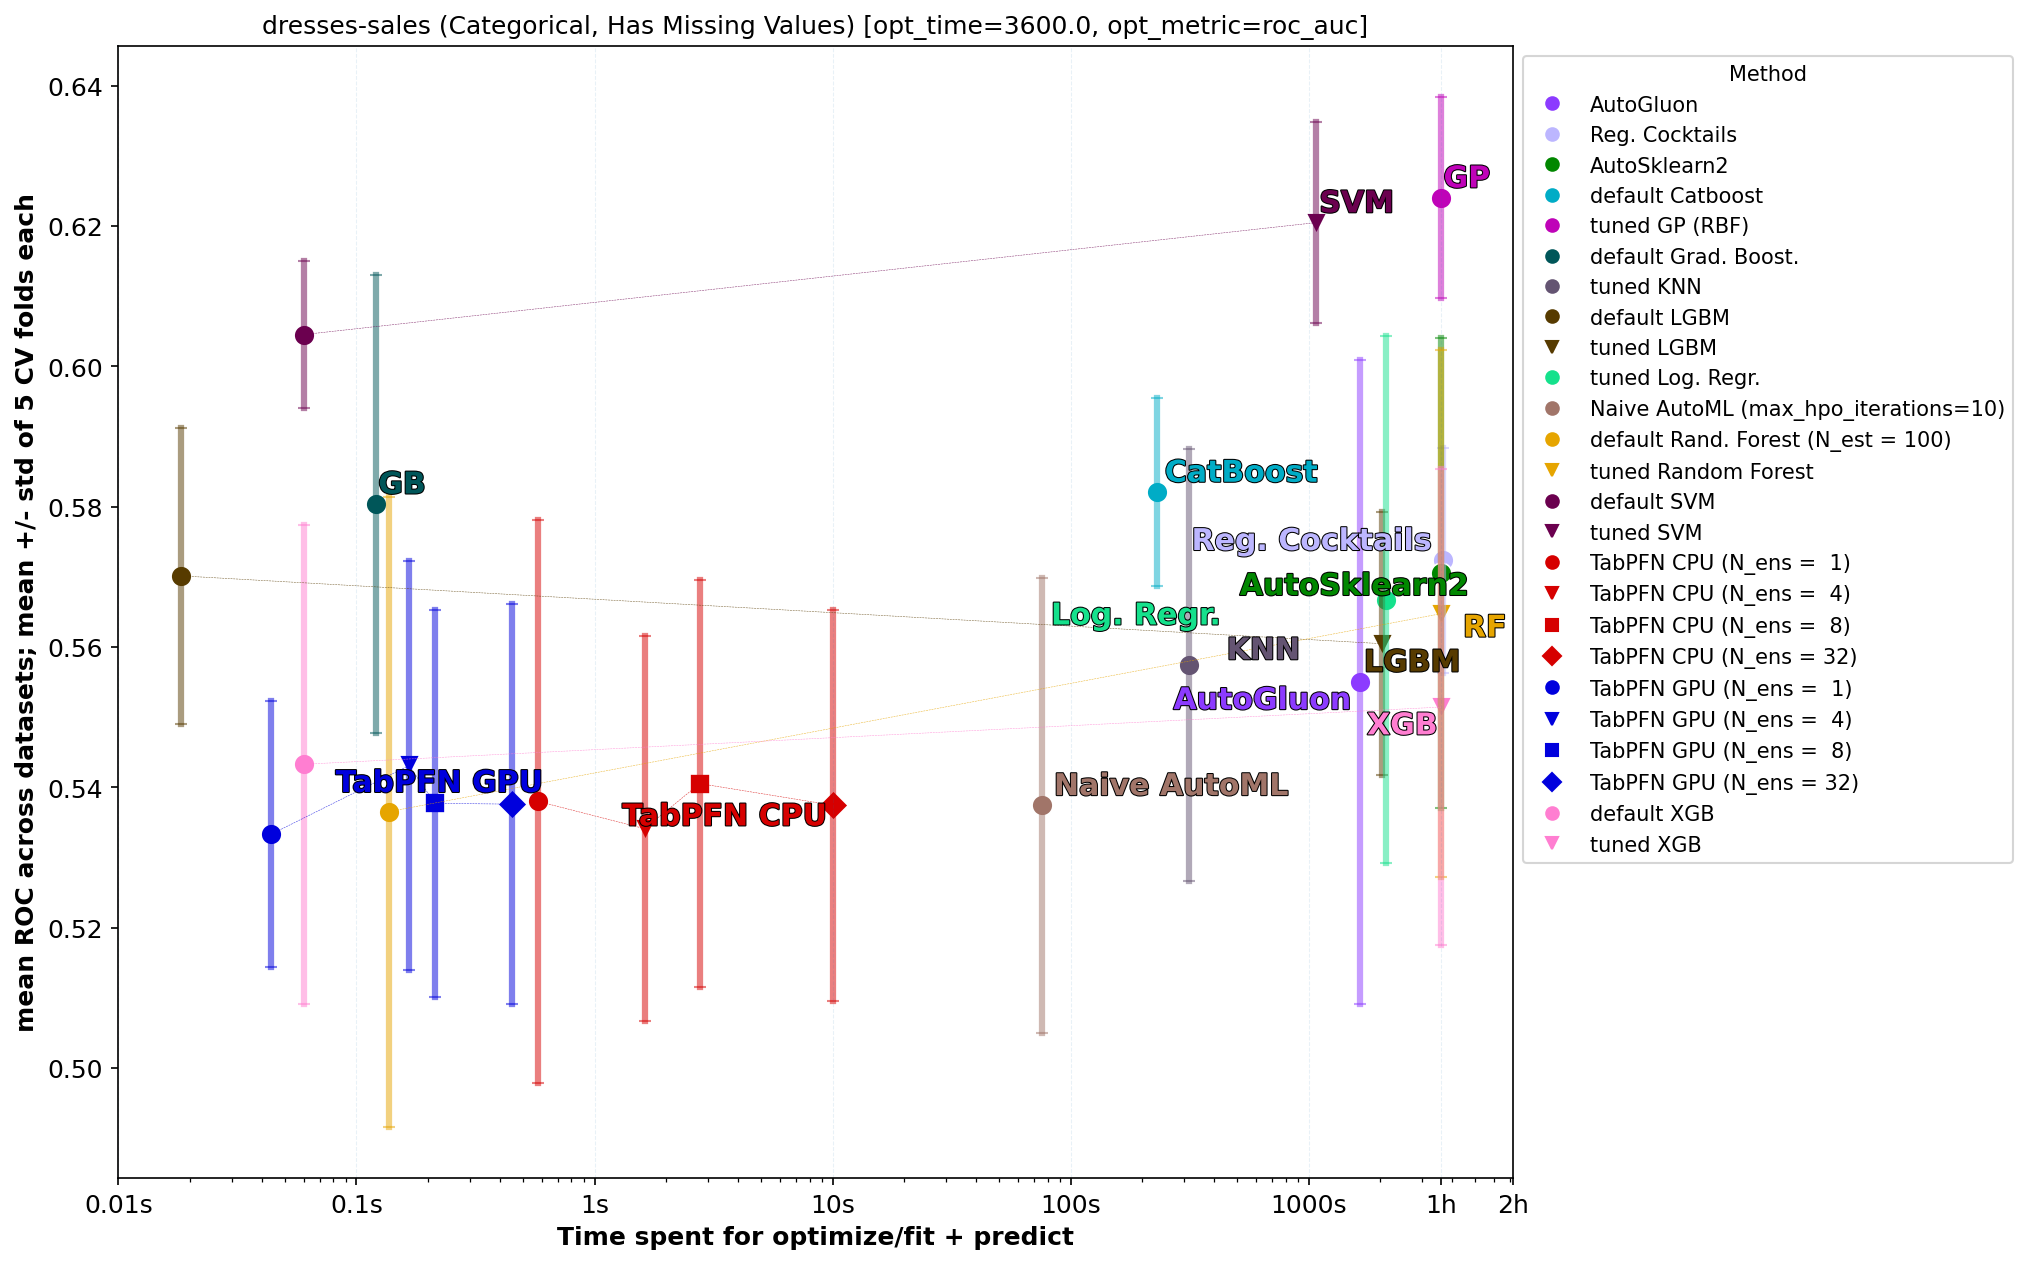 dresses-sales (Categorical, Has Missing Values) [opt_time=3600.0, opt_metric=roc_auc]
mean ROC across datasets; mean +/- std of 5 CV folds each
0.64
0.62
0.60
0.58
0.56
0.54
0.52
0.50
GP
SVM
GB
CatBoost
Reg. Cocktails
AutoSklearn2
Log. Regr.
RF
KNN
LGBM
AutoGluon
XGB
TabPFN GPU
Naive AutoML
TabPFN CPU
0.01s
0.1s
1s
10s
100s
1000s
1h
2h
Time spent for optimize/fit + predict
Method
AutoGluon
Reg. Cocktails
AutoSklearn2
default Catboost
tuned GP (RBF)
default Grad. Boost.
tuned KNN
default LGBM
tuned LGBM
tuned Log. Regr.
Naive AutoML (max_hpo_iterations=10)
default Rand. Forest (N_est = 100)
tuned Random Forest
default SVM
tuned SVM
TabPFN CPU (N_ens =  1)
TabPFN CPU (N_ens =  4)
TabPFN CPU (N_ens =  8)
TabPFN CPU (N_ens = 32)
TabPFN GPU (N_ens =  1)
TabPFN GPU (N_ens =  4)
TabPFN GPU (N_ens =  8)
TabPFN GPU (N_ens = 32)
default XGB
tuned XGB